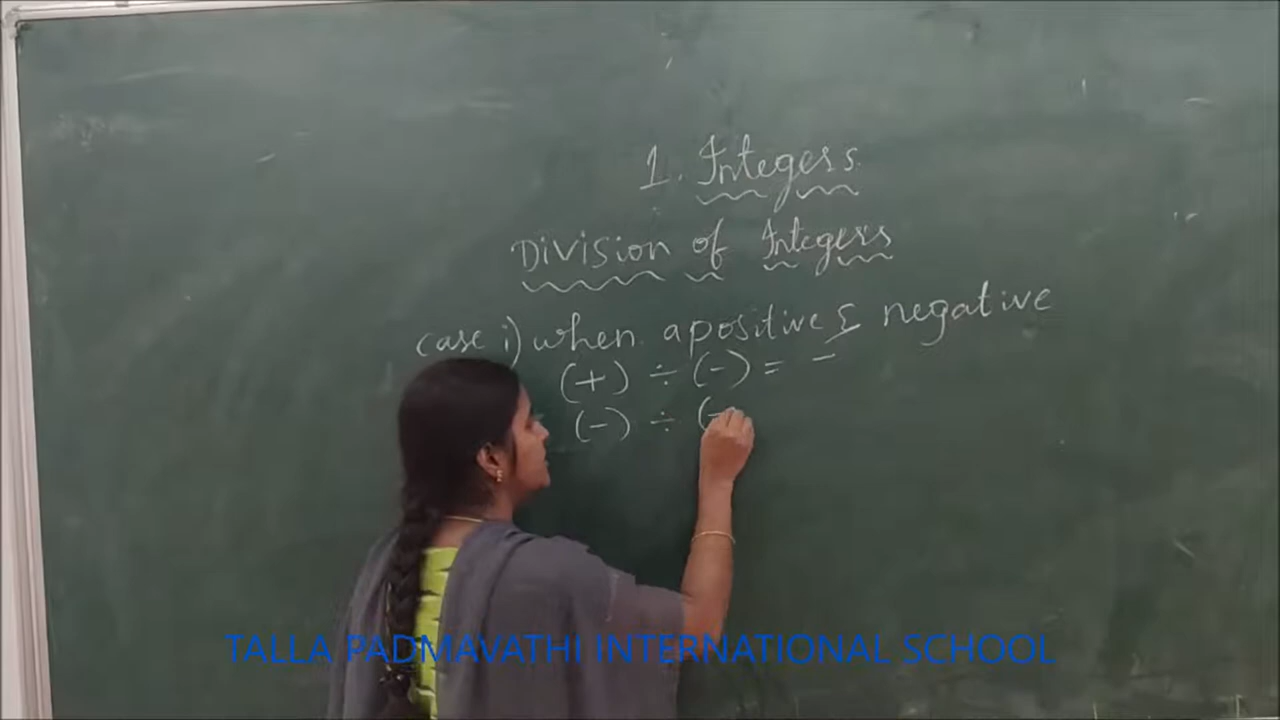 1. Integers
Division of Integers
case i) when a positive & negative
(+) ÷ (-) = -
(-) ÷ (
TALLA PADMAVATHI INTERNATIONAL SCHOOL